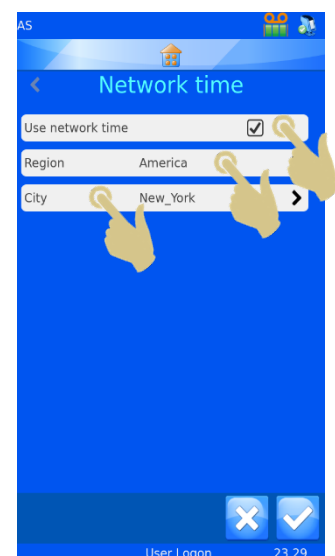 AS
Network time
Use network time
Region America
City New_York
User Logon 23 29